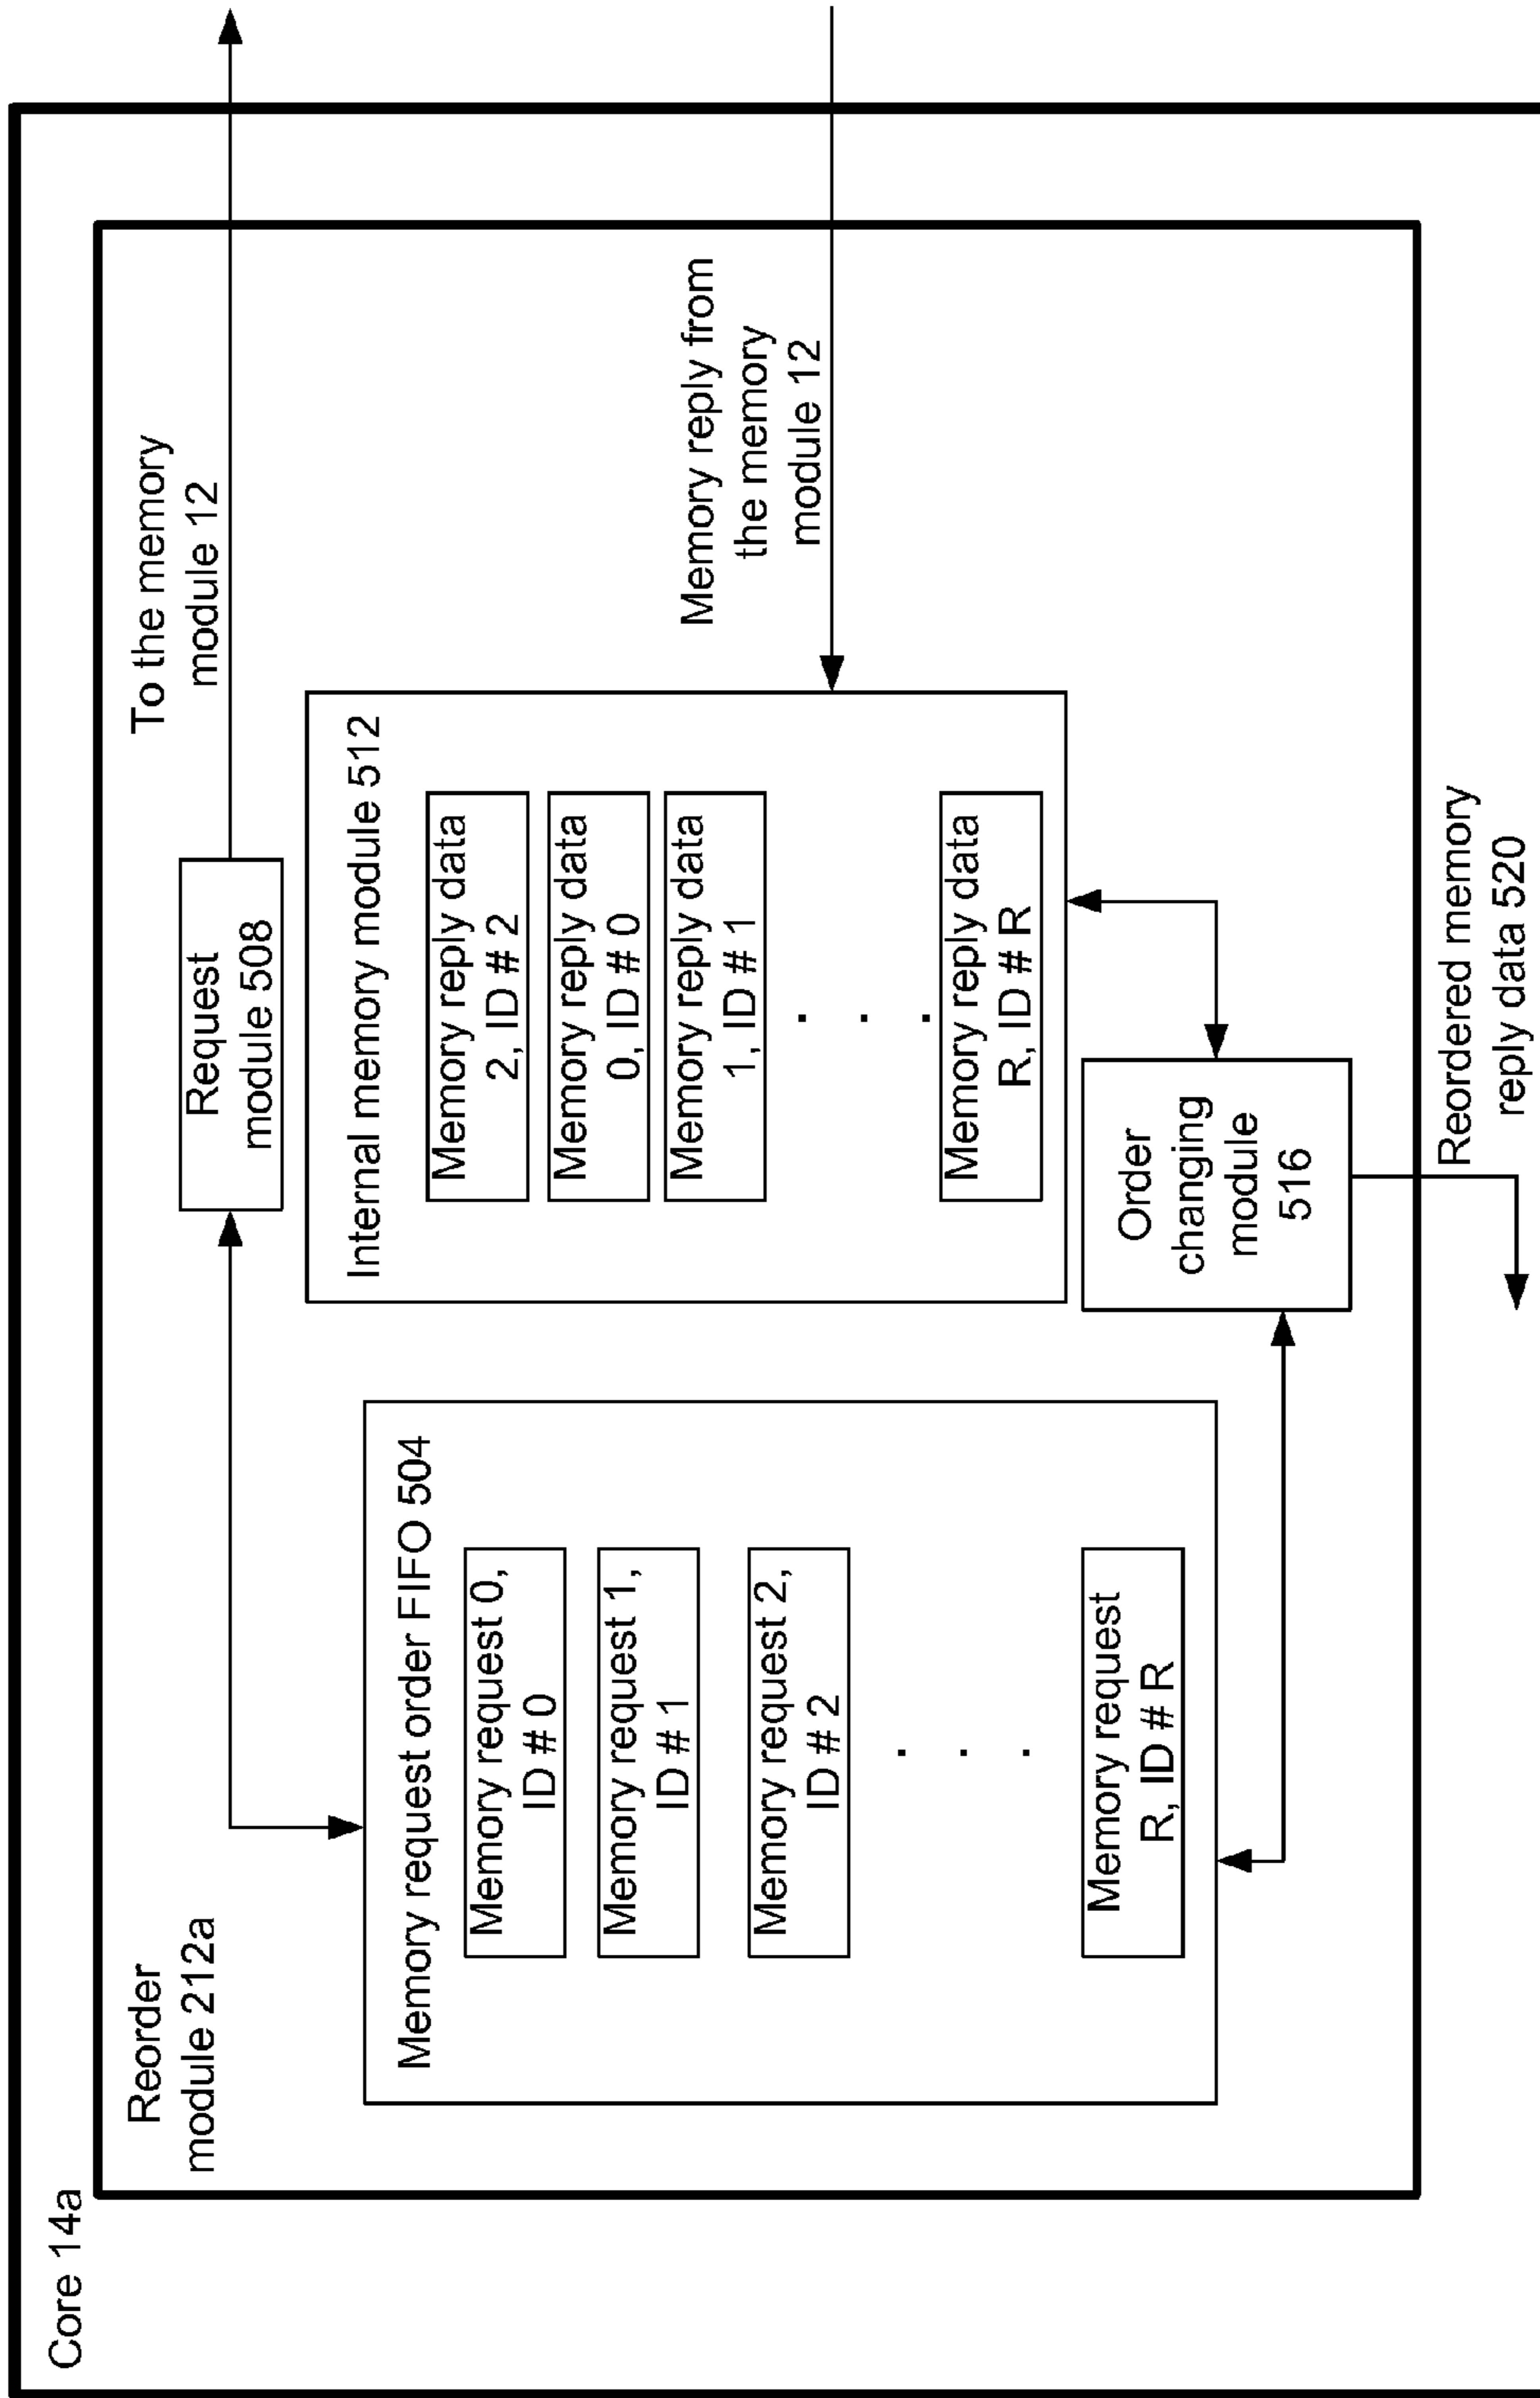 Core 14a
Reorder
module 212a
To the memory
module 12
Request
module 508
Memory request order FIFO 504
Memory request 0,
ID # 0
Memory request 1,
ID # 1
Memory request 2,
ID # 2
. . .
Memory request
R, ID # R
Internal memory module 512
Memory reply data
2, ID # 2
Memory reply data
0, ID # 0
Memory reply data
1, ID # 1
. . .
Memory reply data
R, ID # R
Memory reply from
the memory
module 12
Order
changing
module
516
Reordered memory
reply data 520